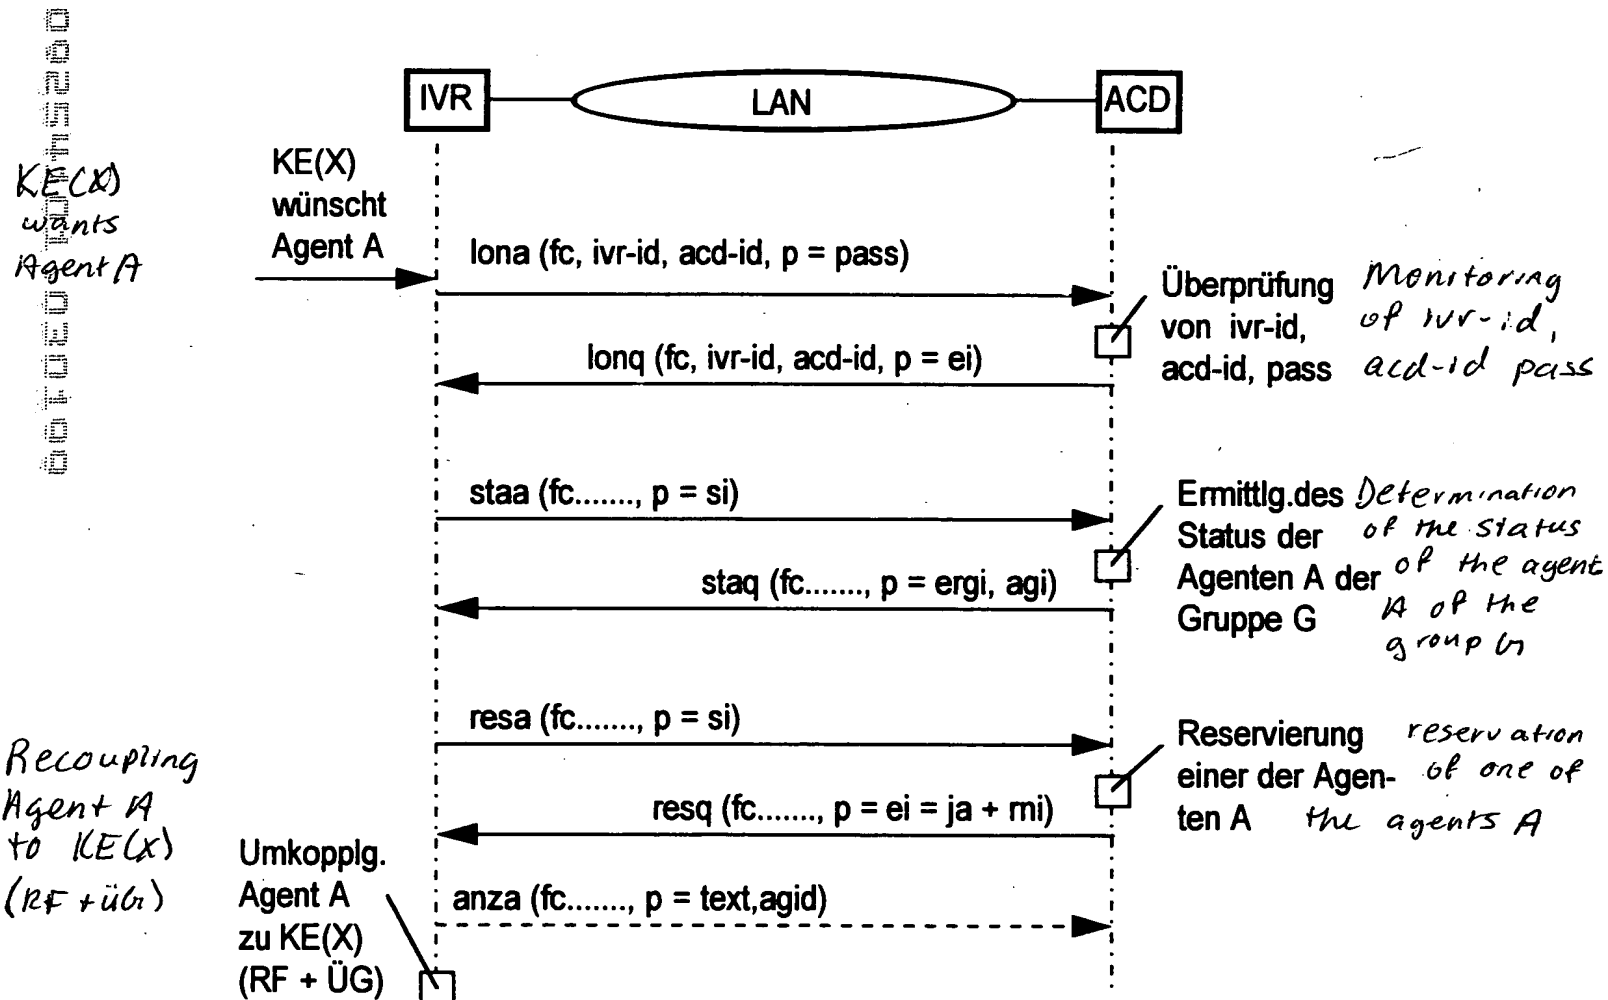 IVR
LAN
ACD
KE(X)
wants
Agent A
KE(X)
wünscht
Agent A
lona (fc, ivr-id, acd-id, p = pass)
Überprüfung
von ivr-id,
acd-id, pass
Monitoring
of ivr-id,
acd-id pass
lonq (fc, ivr-id, acd-id, p = ei)
staa (fc......., p = si)
Ermittlg.des
Status der
Agenten A der
Gruppe G
Determination
of the status
of the agent
A of the
group G
staq (fc......., p = ergi, agi)
resa (fc......., p = si)
Reservierung
einer der Agen-
ten A
reservation
of one of
the agents A
resq (fc......., p = ei = ja + mi)
Recoupling
Agent A
to KE(X)
(RF + üG)
Umkopplg.
Agent A
zu KE(X)
(RF + ÜG)
anza (fc......., p = text,agid)